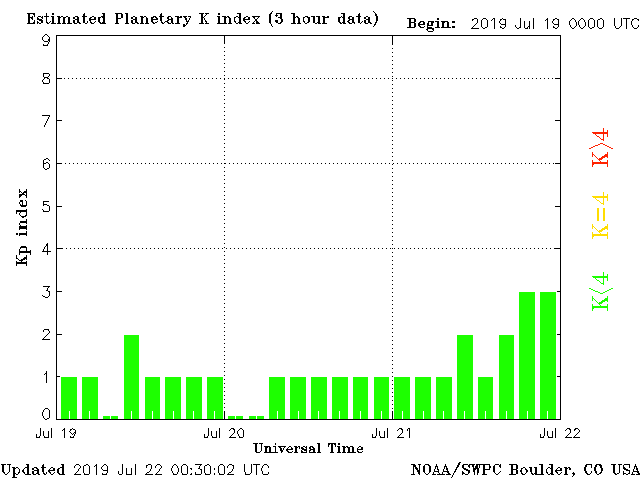 Estimated Planetary K index (3 hour data) Begin: 2019 Jul 19 0000 UTC
9
8
7
6
5
4
3
2
1
0
Kp index
K>4
K=4
K<4
Jul 19 Jul 20 Jul 21 Jul 22
Universal Time
Updated 2019 Jul 22 00:30:02 UTC NOAA/SWPC Boulder, CO USA